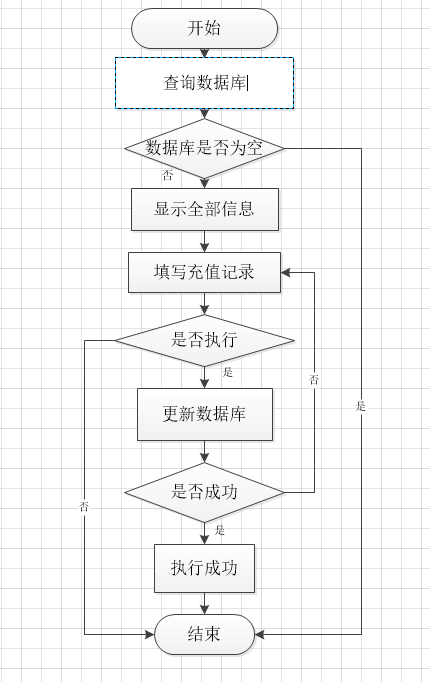 开始
查询数据库
数据库是否为空
否
显示全部信息
填写充值记录
是否执行
是
否
是
更新数据库
是否成功
否
是
执行成功
结束